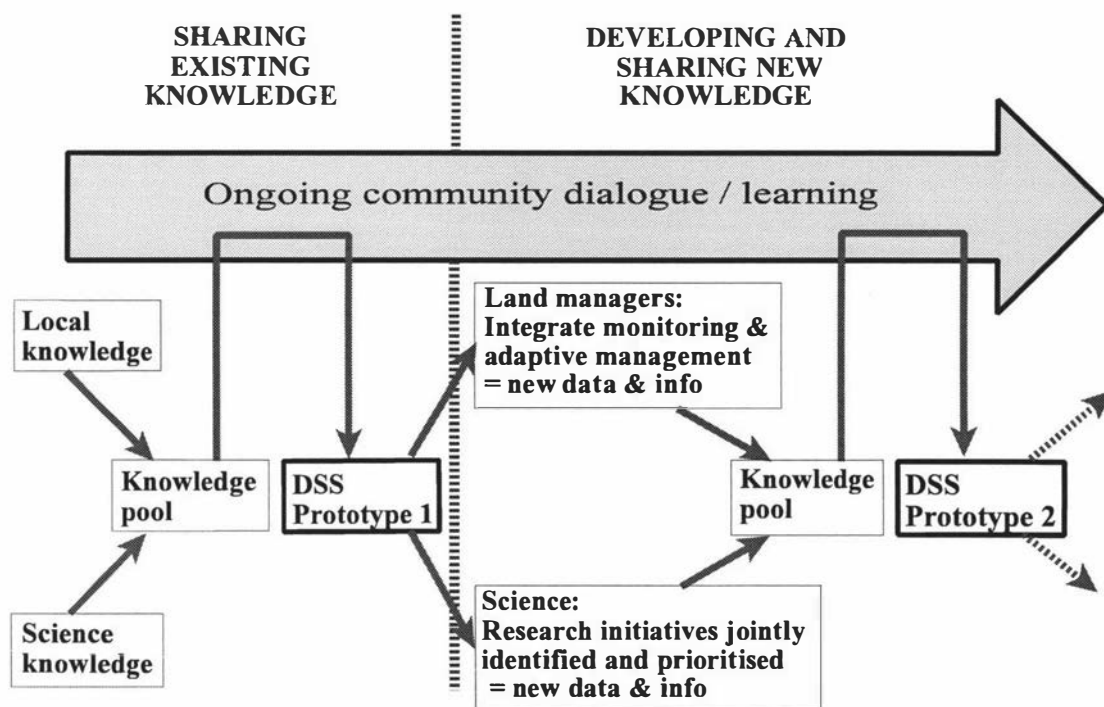 SHARING
EXISTING
KNOWLEDGE
DEVELOPING AND
SHARING NEW
KNOWLEDGE
Ongoing community dialogue / learning
Local
knowledge
Knowledge
pool
Science
knowledge
DSS
Prototype 1
Land managers:
Integrate monitoring &
adaptive management
= new data & info
Science:
Research initiatives jointly
identified and prioritised
= new data & info
Knowledge
pool
DSS
Prototype 2